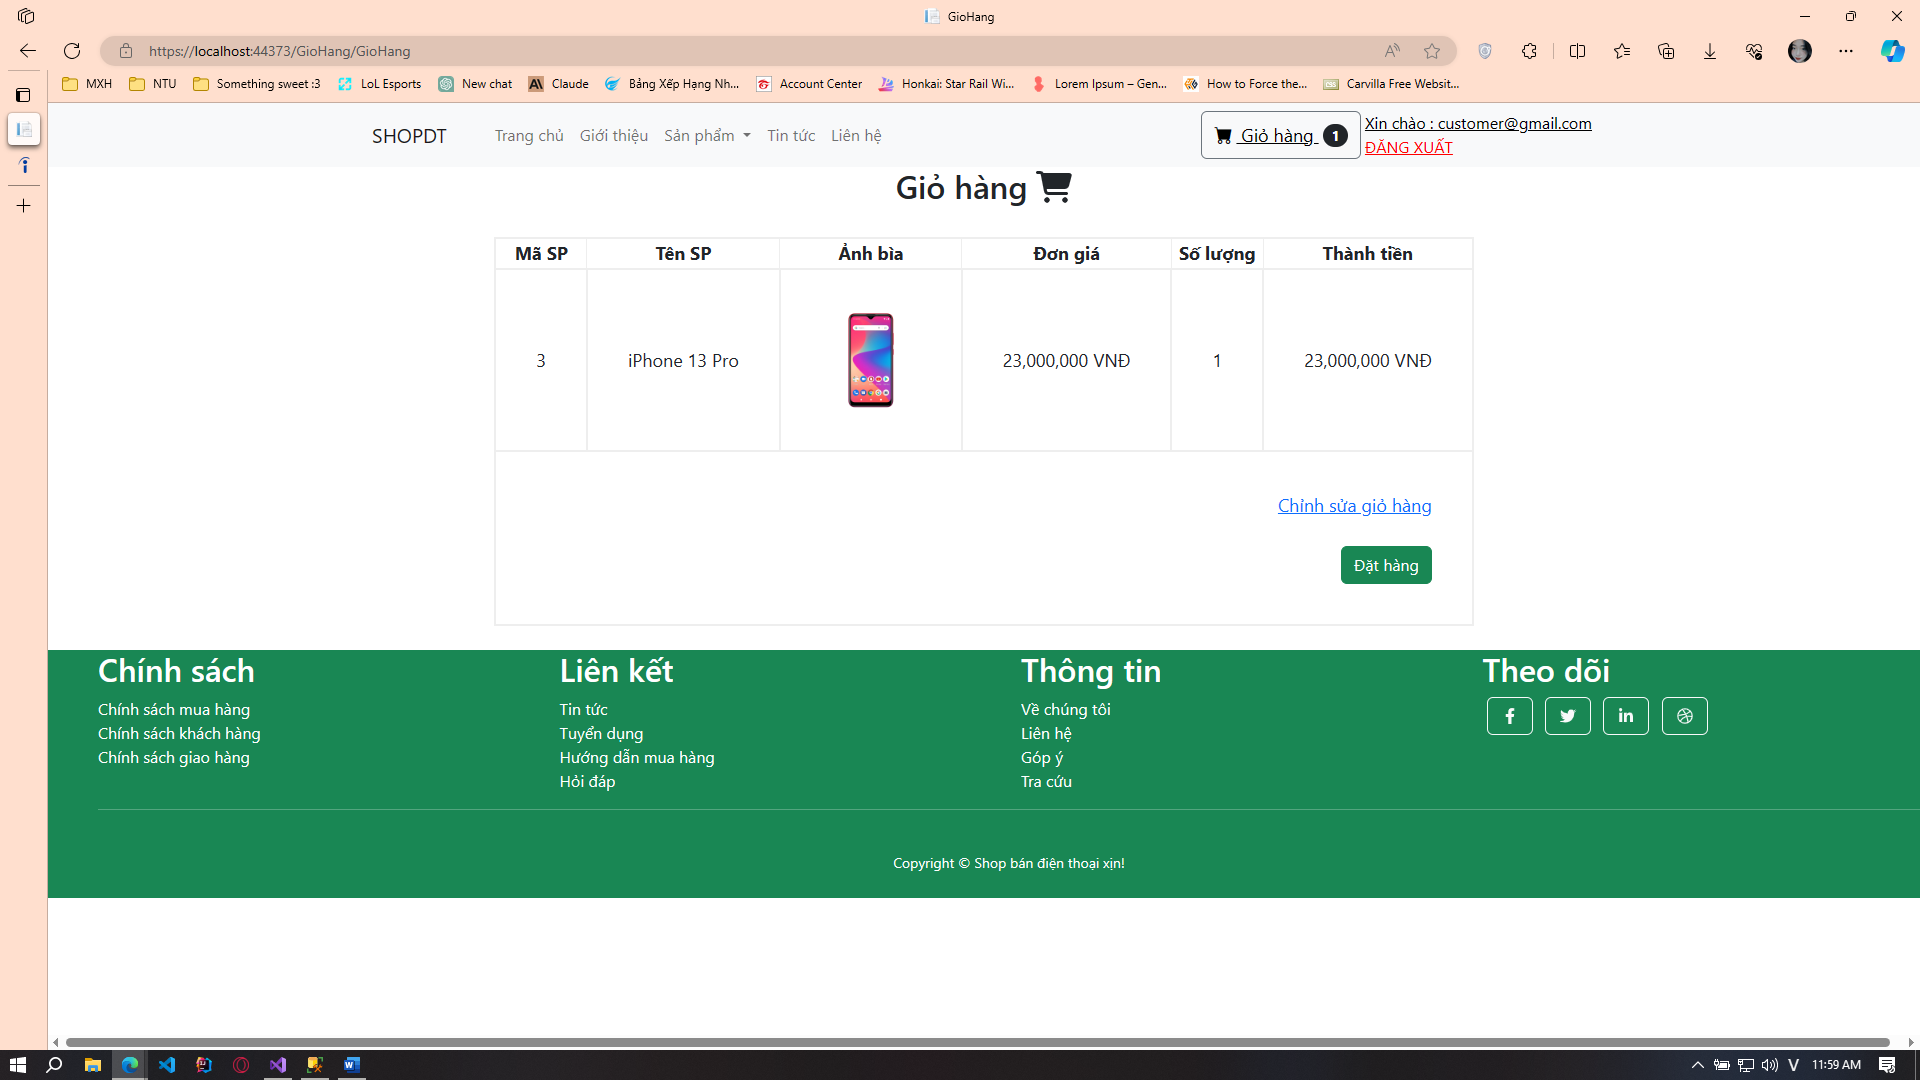 GioHang
https://localhost:44373/GioHang/GioHang
MXH NTU Something sweet :3 LoL Esports New chat Claude Bảng Xếp Hạng Nh... Account Center Honkai: Star Rail Wi... Lorem Ipsum – Gen... How to Force the... Carvilla Free Websit...
SHOPDT Trang chủ Giới thiệu Sản phẩm Tin tức Liên hệ Giỏ hàng 1 Xin chào : customer@gmail.com
ĐĂNG XUẤT
Giỏ hàng
Mã SP Tên SP Ảnh bìa Đơn giá Số lượng Thành tiền
3 iPhone 13 Pro 23,000,000 VNĐ 1 23,000,000 VNĐ
Chỉnh sửa giỏ hàng
Đặt hàng
Chính sách Liên kết Thông tin Theo dõi
Chính sách mua hàng Tin tức Về chúng tôi
Chính sách khách hàng Tuyển dụng Liên hệ
Chính sách giao hàng Hướng dẫn mua hàng Góp ý
Hỏi đáp Tra cứu
Copyright © Shop bán điện thoại xịn!
V 11:59 AM